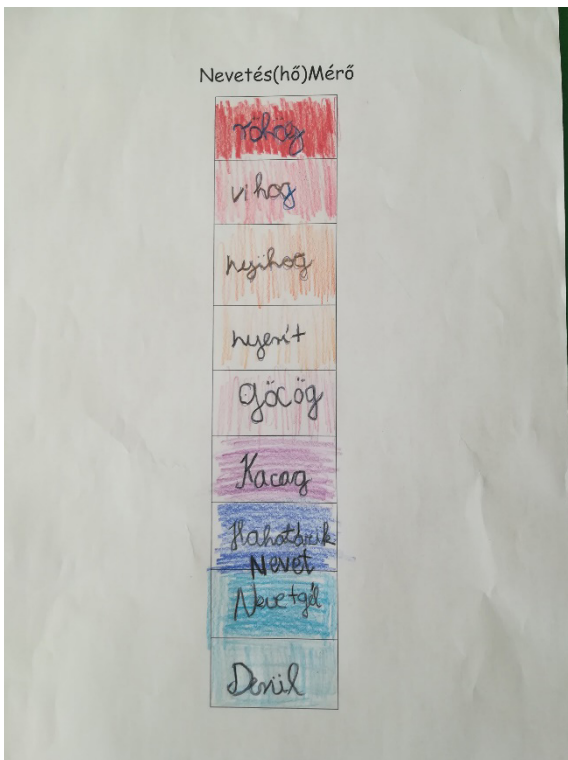 Nevetés(hő)Mérő
röhög
vihog
nyihog
nyerít
Göcög
Kacag
Hahotázik
Nevet
Nevetgél
Derül